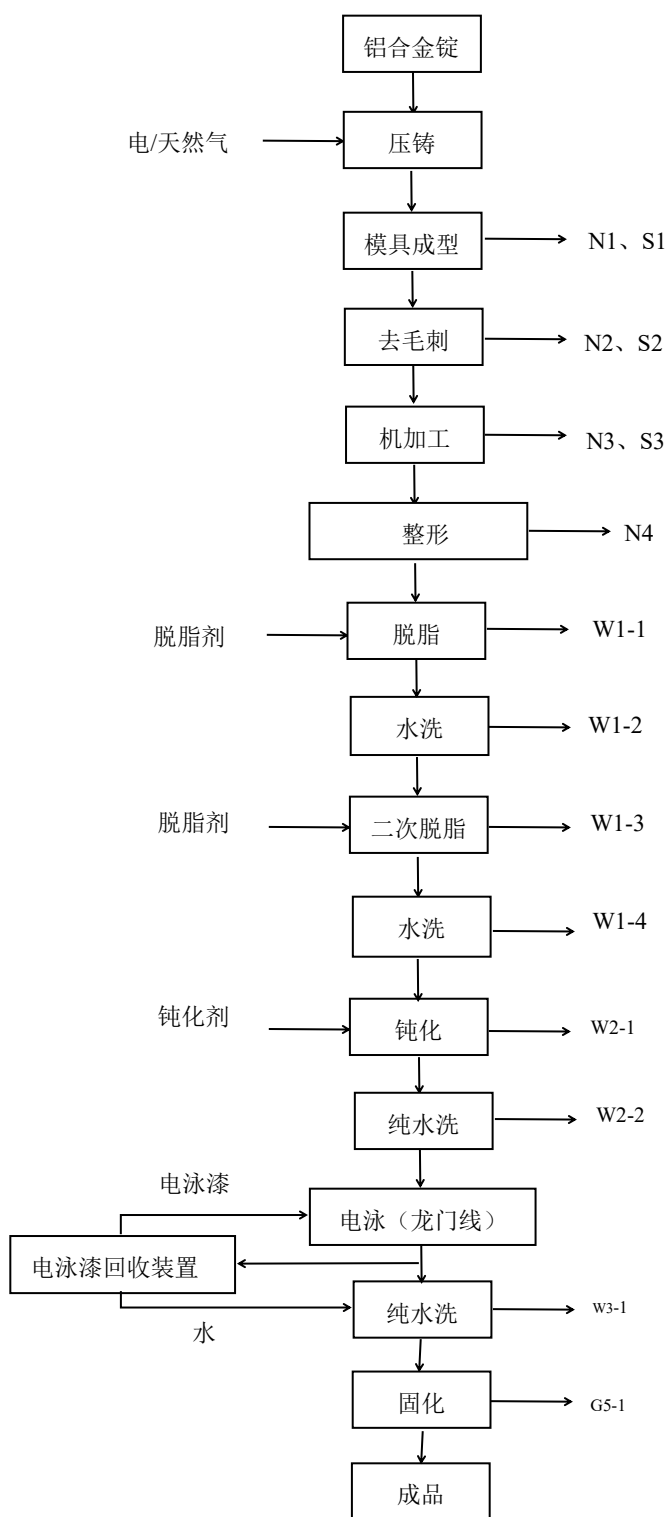 铝合金锭
电/天然气
压铸
模具成型
N1、S1
去毛刺
N2、S2
机加工
N3、S3
整形
N4
脱脂剂
脱脂
W1-1
水洗
W1-2
脱脂剂
二次脱脂
W1-3
水洗
W1-4
钝化剂
钝化
W2-1
纯水洗
W2-2
电泳漆
电泳（龙门线）
电泳漆回收装置
纯水洗
W3-1
水
固化
G5-1
成品